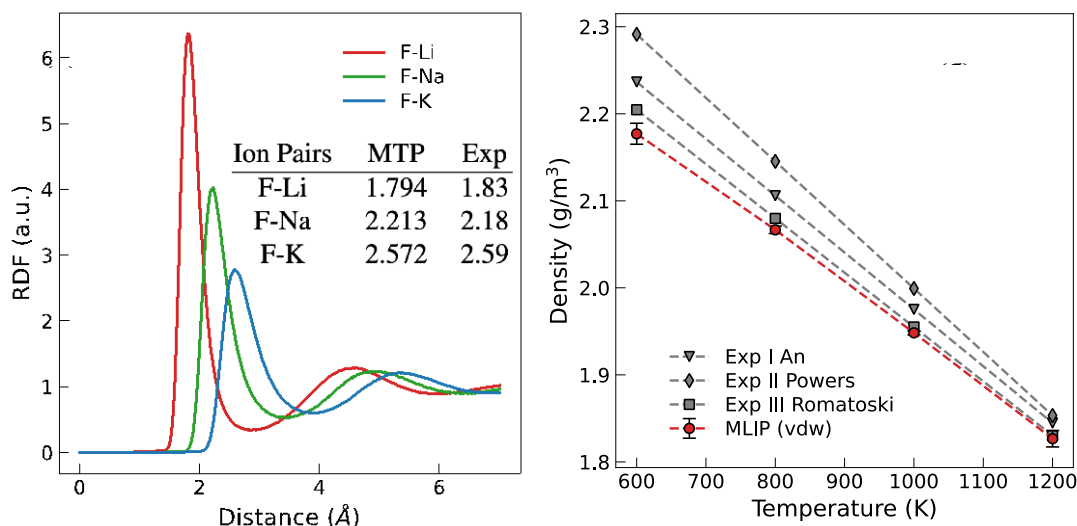 F-Li
F-Na
F-K
Ion Pairs MTP Exp
F-Li 1.794 1.83
F-Na 2.213 2.18
F-K 2.572 2.59
RDF (a.u.)
6
5
4
3
2
1
0
0 2 4 6
Distance (Å)
Density (g/m³)
2.3
2.2
2.1
2.0
1.9
1.8
Exp I An
Exp II Powers
Exp III Romatoski
MLIP (vdw)
600 700 800 900 1000 1100 1200
Temperature (K)